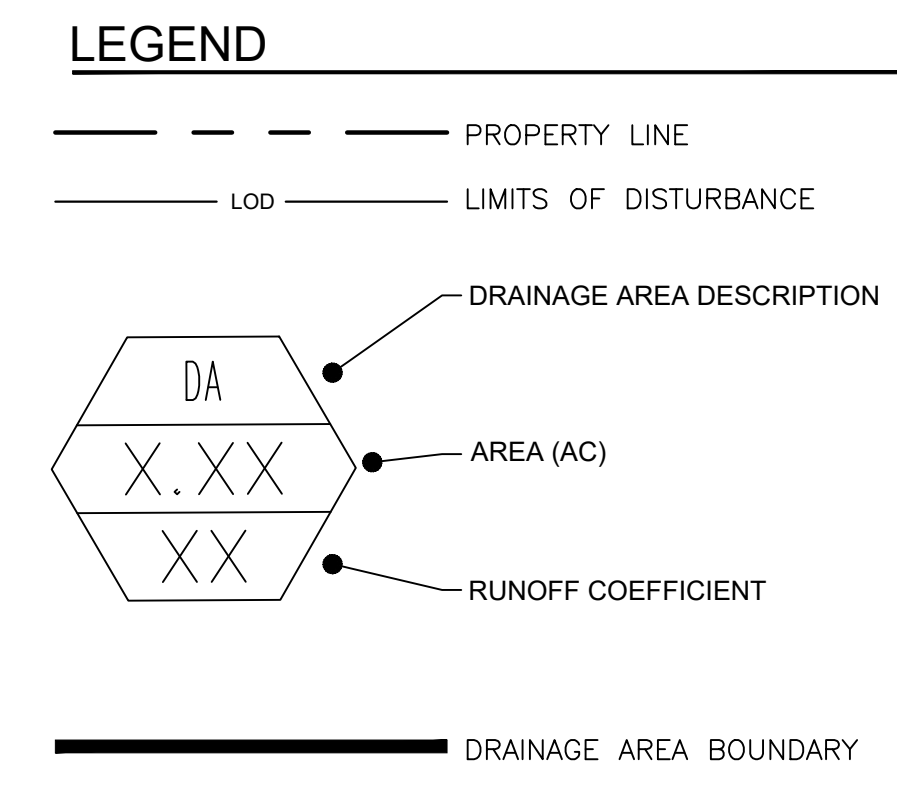 LEGEND
PROPERTY LINE
LOD LIMITS OF DISTURBANCE
DRAINAGE AREA DESCRIPTION
DA
AREA (AC)
X.XX
XX
RUNOFF COEFFICIENT
DRAINAGE AREA BOUNDARY